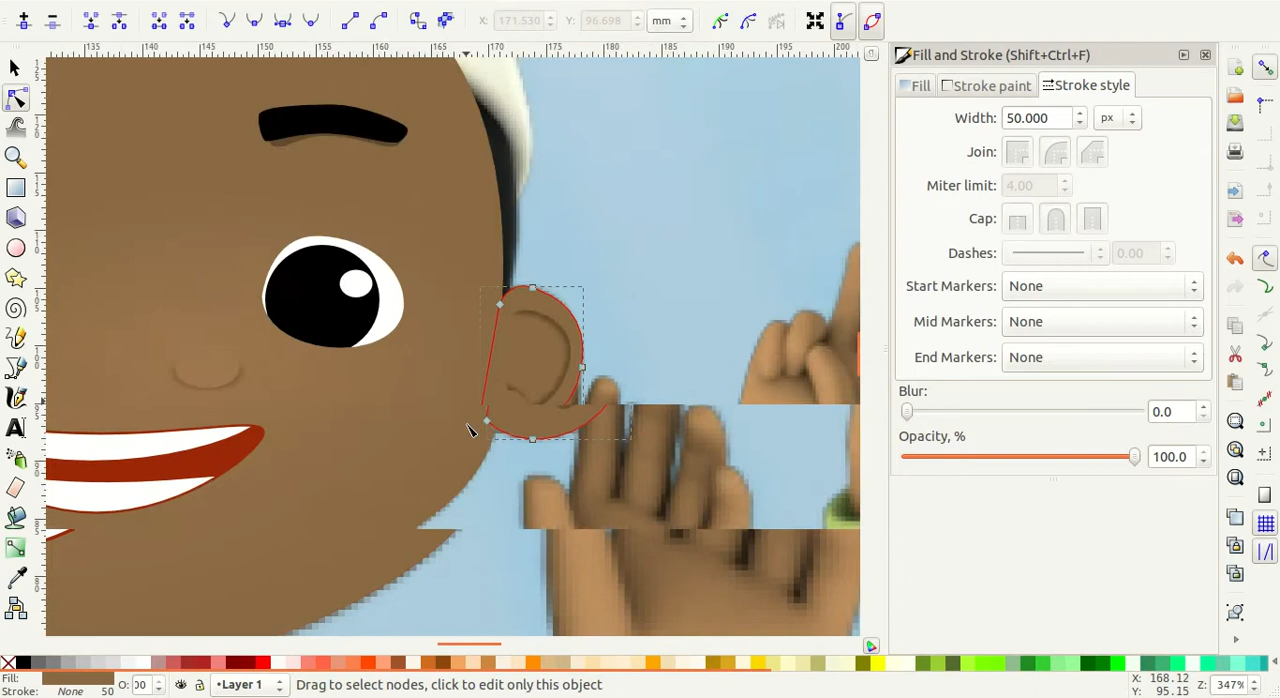 X: 171.530 Y: 96.698 mm
135 145 150 155 160 165 170 175 180 185 190 195 200
Fill and Stroke (Shift+Ctrl+F)
Fill Stroke paint Stroke style
Width: 50.000 px
Join:
Miter limit: 4.00
Cap:
Dashes: 0.00
Start Markers: None
Mid Markers: None
End Markers: None
Blur:
0.0
Opacity, %
100.0
Fill:
Stroke: None 50 O: 00 •Layer 1 Drag to select nodes, click to edit only this object X: 168.12 Y: 95.15 Z: 347%